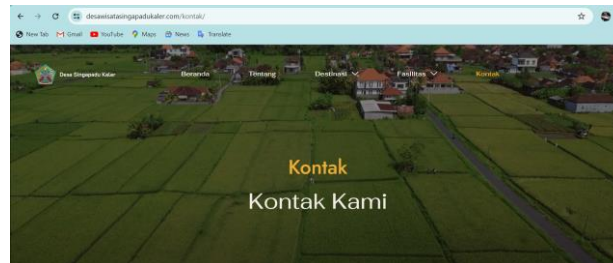 desawisatasingapadukaler.com/kontak/
New Tab Gmail YouTube Maps News Translate
Desa Singapadu Kaler Beranda Tentang Destinasi Fasilitas Kontak
Kontak
Kontak Kami